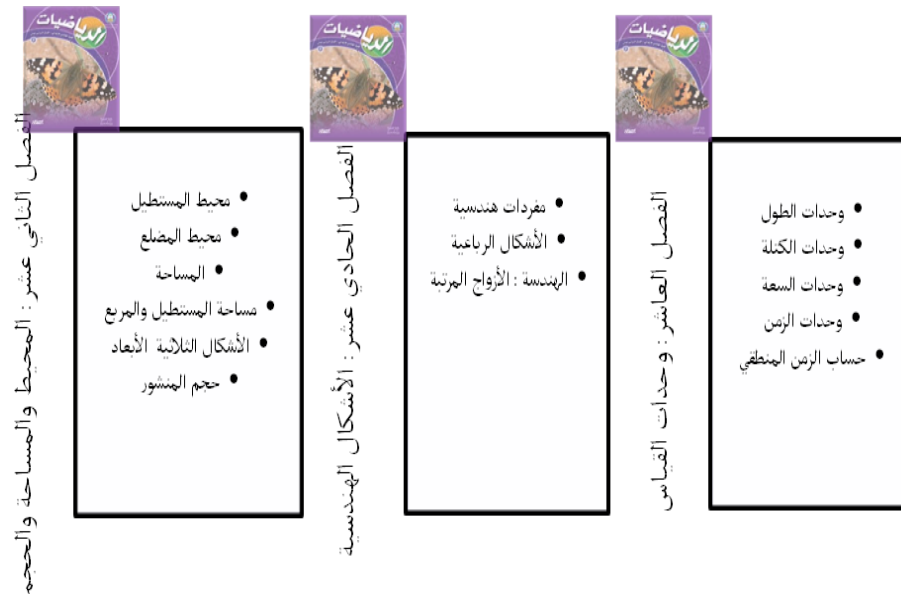 الرياضيات
الفصل العاشر : وحدات القياس
• وحدات الطول
• وحدات الكتلة
• وحدات السعة
• وحدات الزمن
• حساب الزمن المنطقي
الرياضيات
الفصل الحادي عشر : الأشكال الهندسية
• مفردات هندسية
• الأشكال الرباعية
• الهندسة : الأزواج المرتبة
الرياضيات
الفصل الثاني عشر : المحيط والمساحة والحجم
• محيط المستطيل
• محيط المضلع
• المساحة
• مساحة المستطيل والمربع
• الأشكال الثلاثية الأبعاد
• حجم المنشور